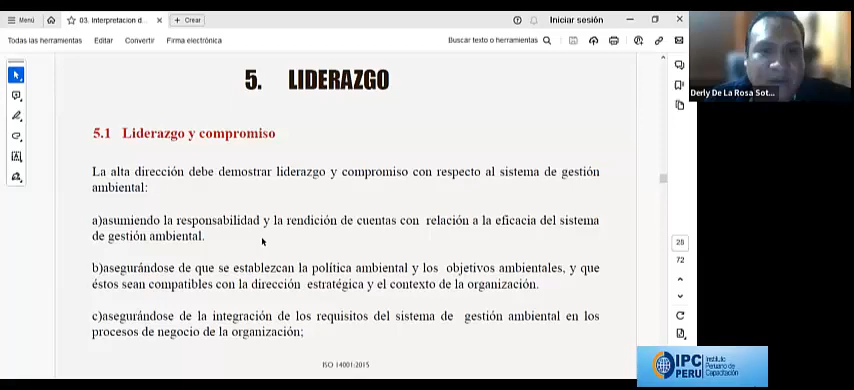 Menú
03. Interpretacion d...
+ Crear
Iniciar sesión
Todas las herramientas
Editar
Convertir
Firma electrónica
Buscar texto o herramientas
5. LIDERAZGO
5.1 Liderazgo y compromiso
La alta dirección debe demostrar liderazgo y compromiso con respecto al sistema de gestión
ambiental:
a)asumiendo la responsabilidad y la rendición de cuentas con relación a la eficacia del sistema
de gestión ambiental.
b)asegurándose de que se establezcan la política ambiental y los objetivos ambientales, y que
éstos sean compatibles con la dirección estratégica y el contexto de la organización.
c)asegurándose de la integración de los requisitos del sistema de gestión ambiental en los
procesos de negocio de la organización;
ISO 14001:2015
72
Derly De La Rosa Sot...
IPC
PERU
Instituto
Peruano de
Capacitación